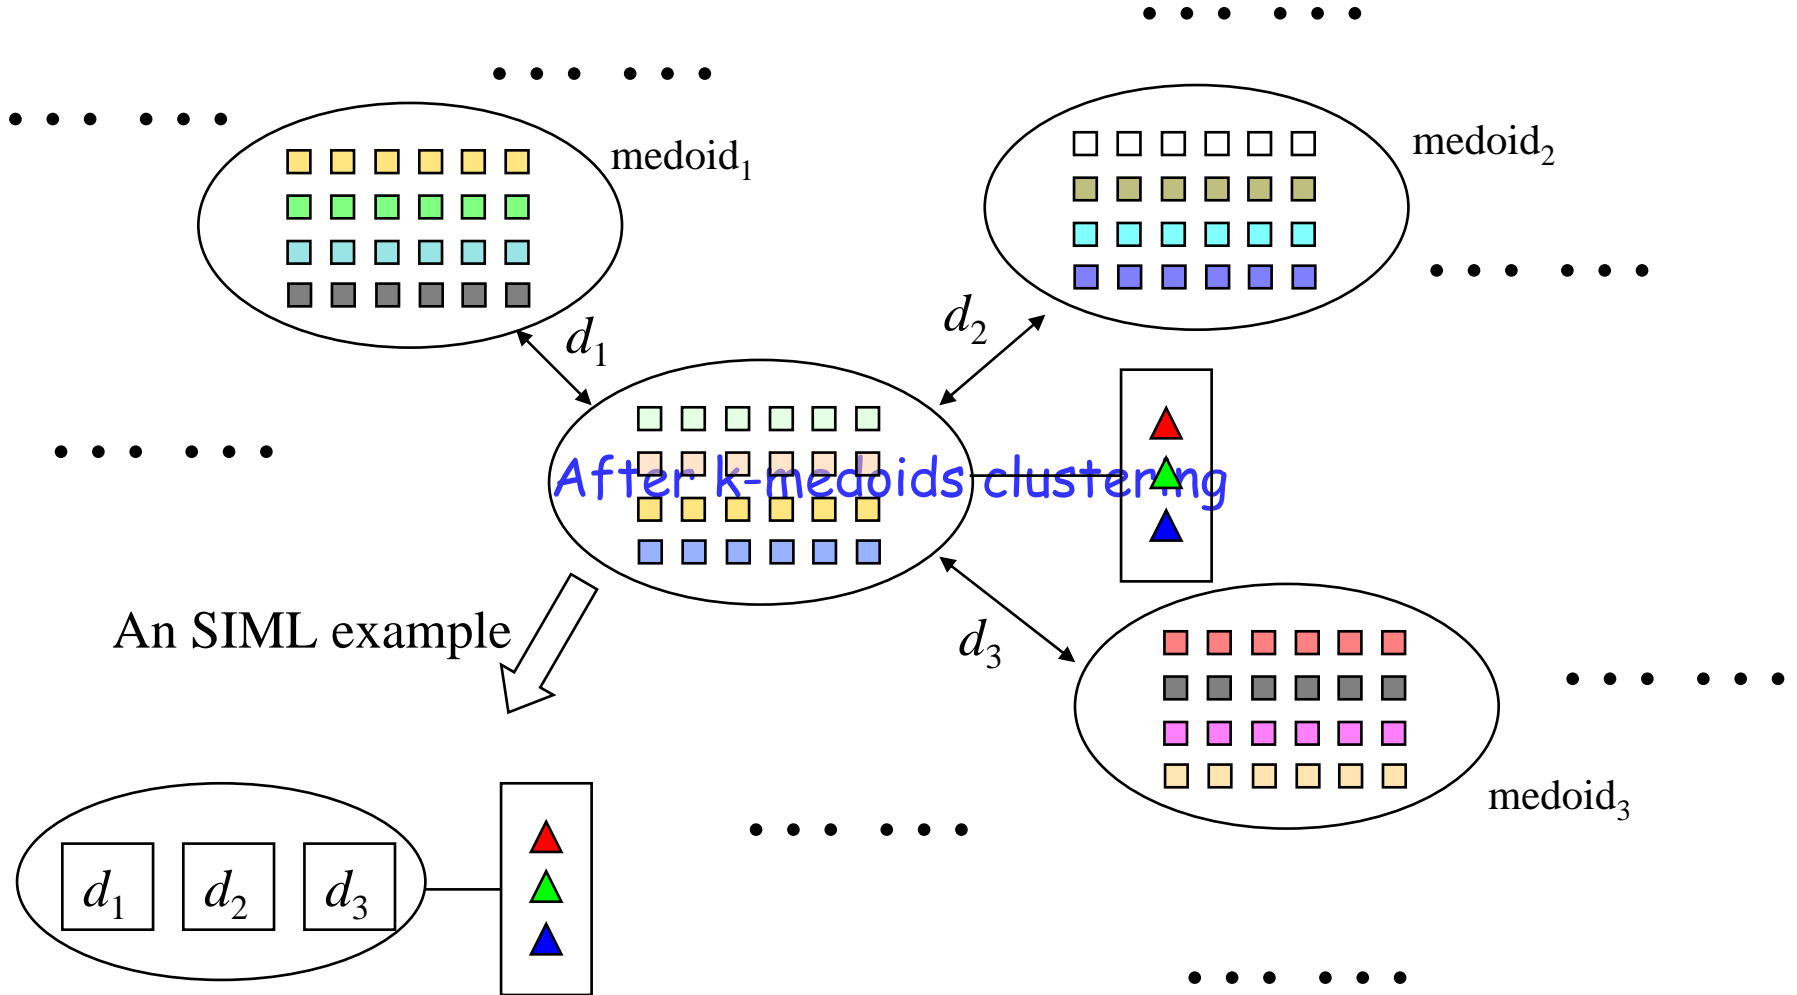 medoid₁
medoid₂
d₁
d₂
After k-medoids clustering
An SIML example
d₃
medoid₃
d₁ d₂ d₃